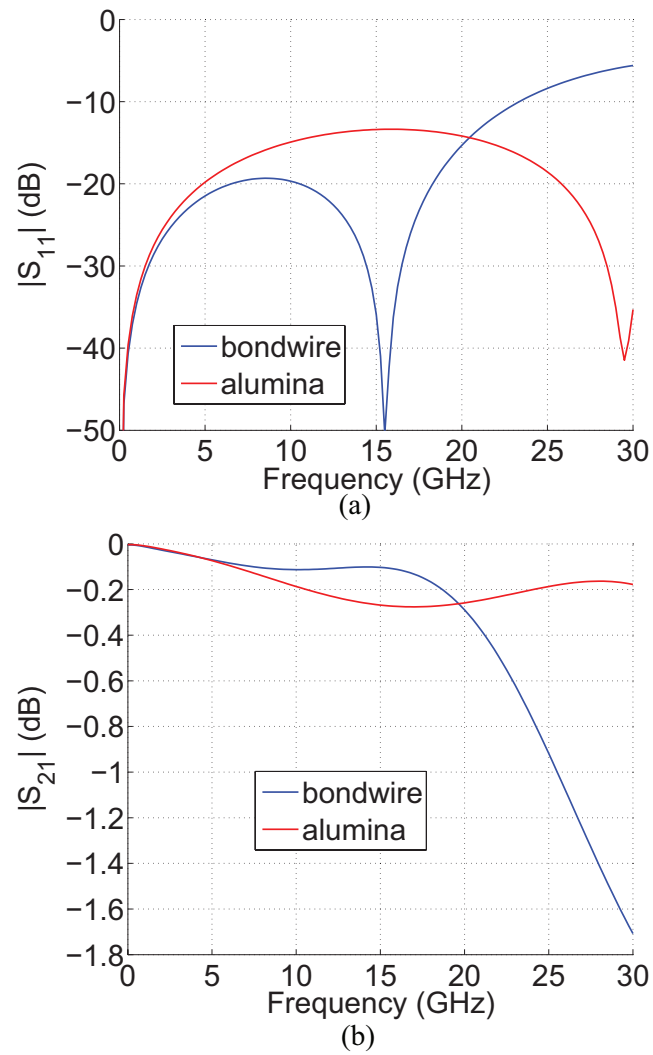 0
−10
−20
−30
−40
−50
|S11| (dB)
bondwire
alumina
0 5 10 15 20 25 30
Frequency (GHz)
(a)
0
−0.2
−0.4
−0.6
−0.8
−1
−1.2
−1.4
−1.6
−1.8
|S21| (dB)
bondwire
alumina
0 5 10 15 20 25 30
Frequency (GHz)
(b)